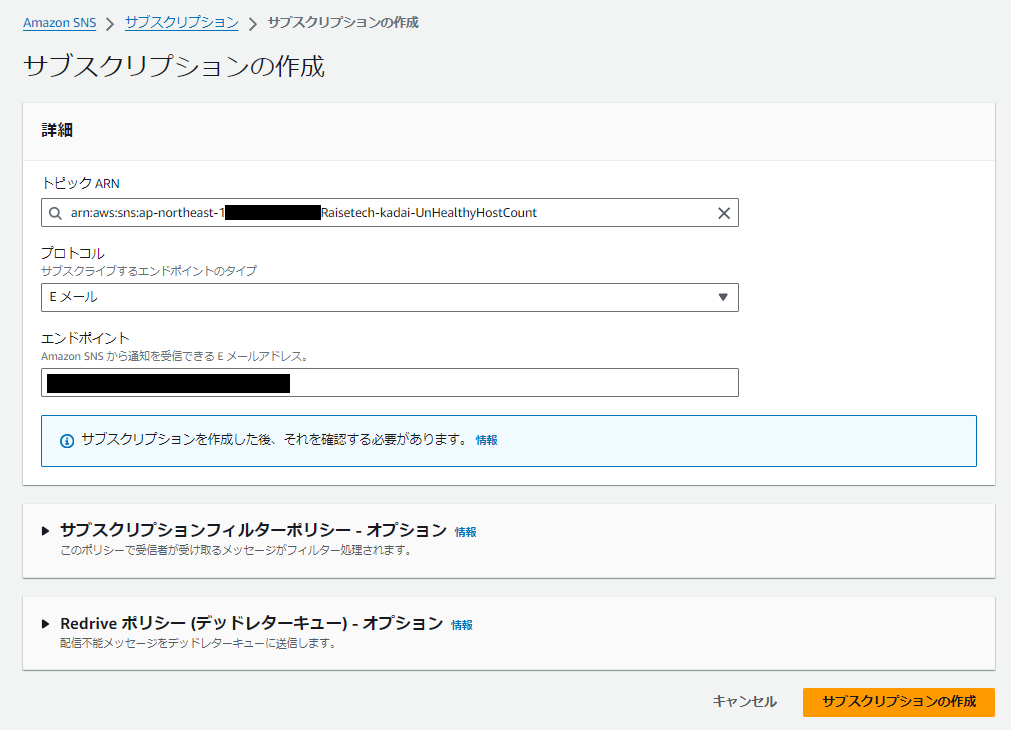 Amazon SNS > サブスクリプション > サブスクリプションの作成
サブスクリプションの作成
詳細
トピック ARN
arn:aws:sns:ap-northeast-1 Raisetech-kadai-UnHealthyHostCount
プロトコル
サブスクライブするエンドポイントのタイプ
E メール
エンドポイント
Amazon SNS から通知を受信できる E メールアドレス。
サブスクリプションを作成した後、それを確認する必要があります。 情報
サブスクリプションフィルターポリシー - オプション 情報
このポリシーで受信者が受け取るメッセージがフィルター処理されます。
Redrive ポリシー (デッドレターキュー) - オプション 情報
配信不能メッセージをデッドレターキューに送信します。
キャンセル サブスクリプションの作成